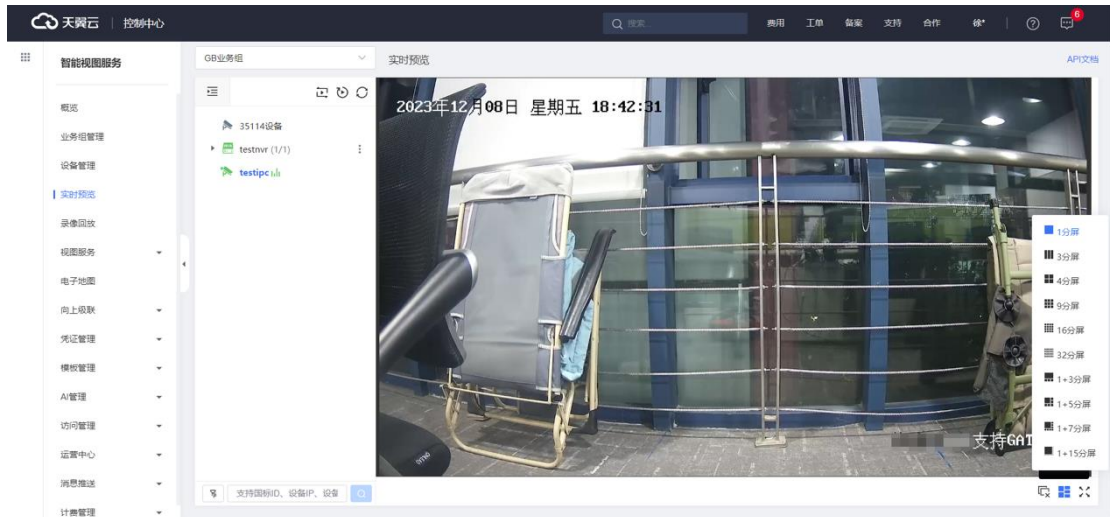 天翼云 控制中心 搜索 费用 工单 备案 支持 合作 徐* 6
智能视图服务
概览
业务组管理
设备管理
实时预览
录像回放
视图服务
电子地图
向上级联
凭证管理
模板管理
AI管理
访问管理
运营中心
消息推送
计费管理
GB业务组
35114设备
testnvr (1/1)
testipc
支持国标ID、设备IP、设备
实时预览 API文档
2023年12月08日 星期五 18:42:31
支持GAT
1分屏
3分屏
4分屏
9分屏
16分屏
32分屏
1+3分屏
1+5分屏
1+7分屏
1+15分屏